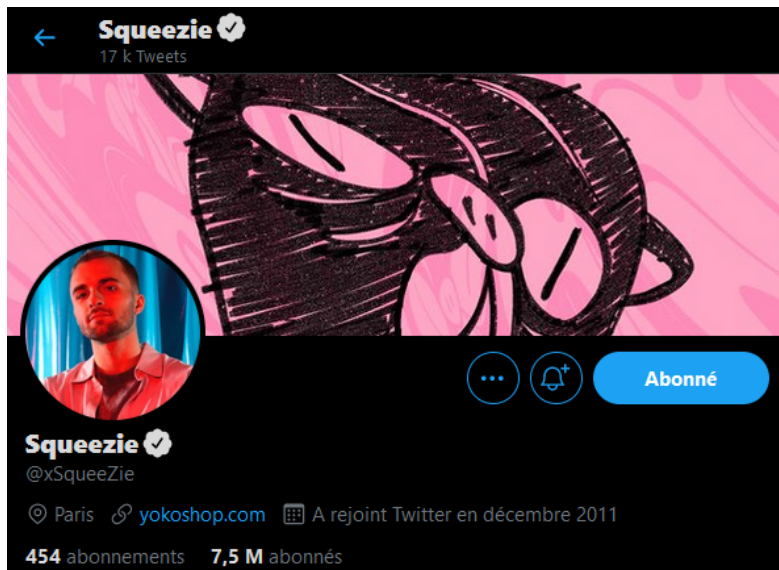 Squeezie
17 k Tweets
Abonné
Squeezie
@xSqueeZie
Paris yokoshop.com A rejoint Twitter en décembre 2011
454 abonnements 7,5 M abonnés